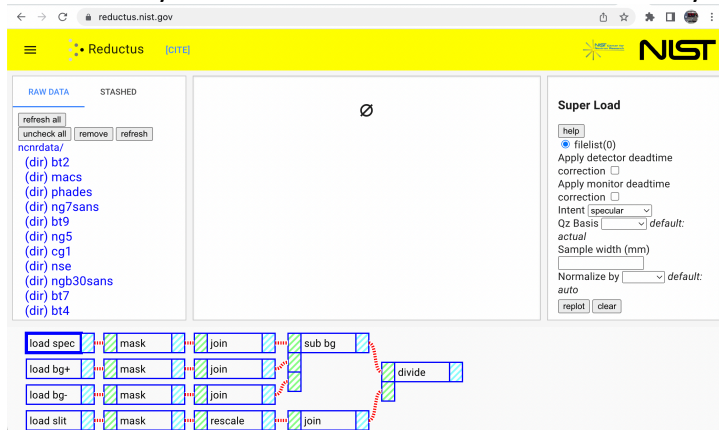 reductus.nist.gov
Reductus [CITE]
NIST
RAW DATA STASHED
refresh all
uncheck all remove refresh
ncnrdata/
(dir) bt2
(dir) macs
(dir) phades
(dir) ng7sans
(dir) bt9
(dir) ng5
(dir) cg1
(dir) nse
(dir) ngb30sans
(dir) bt7
(dir) bt4
Ø
Super Load
help
filelist(0)
Apply detector deadtime
correction
Apply monitor deadtime
correction
Intent specular
Qz Basis default:
actual
Sample width (mm)
Normalize by default:
auto
replot clear
load spec mask join sub bg
load bg+ mask join
divide
load bg- mask join
load slit mask rescale join